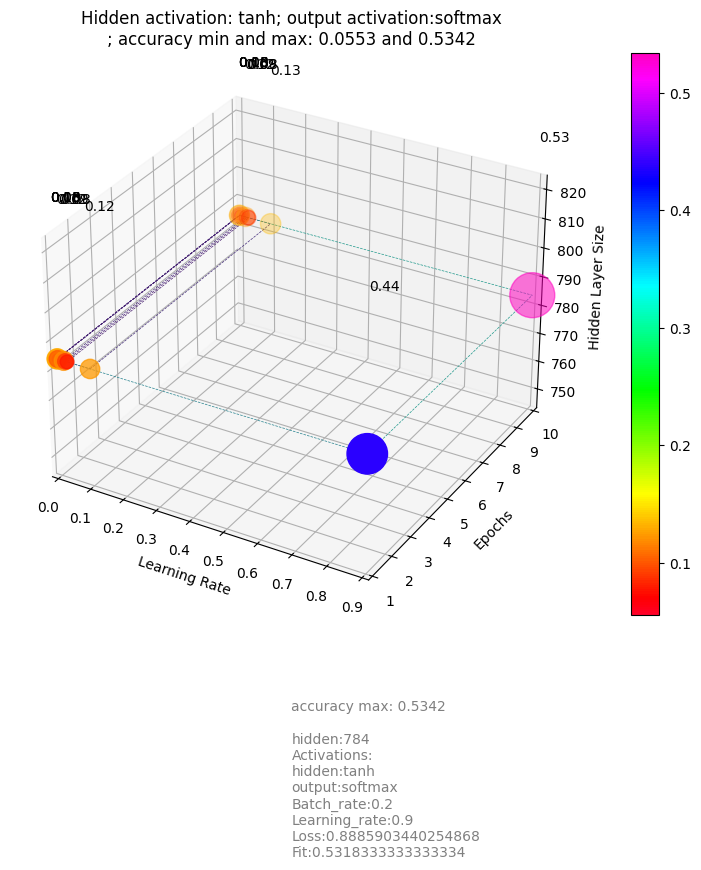 Hidden activation: tanh; output activation:softmax
; accuracy min and max: 0.0553 and 0.5342
0.13
0.53
0.12
0.44
820
810
800
790
780
770
760
750
Hidden Layer Size
0.0
0.1
0.2
0.3
0.4
0.5
0.6
0.7
0.8
0.9
Learning Rate
1
2
3
4
5
6
7
8
9
10
Epochs
0.5
0.4
0.3
0.2
0.1
accuracy max: 0.5342
hidden:784
Activations:
hidden:tanh
output:softmax
Batch_rate:0.2
Learning_rate:0.9
Loss:0.8885903440254868
Fit:0.5318333333333334